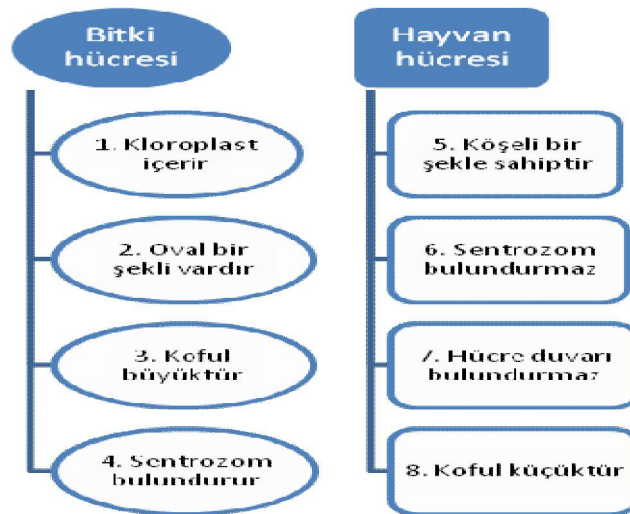 Bitki
hücresi
1. Kloroplast
içerir
2. Oval bir
şekli vardır
3. Koful
büyüktür
4. Sentrozom
bulundurur
Hayvan
hücresi
5. Köşeli bir
şekle sahiptir
6. Sentrozom
bulundurmaz
7. Hücre duvarı
bulundurmaz
8. Koful küçüktür